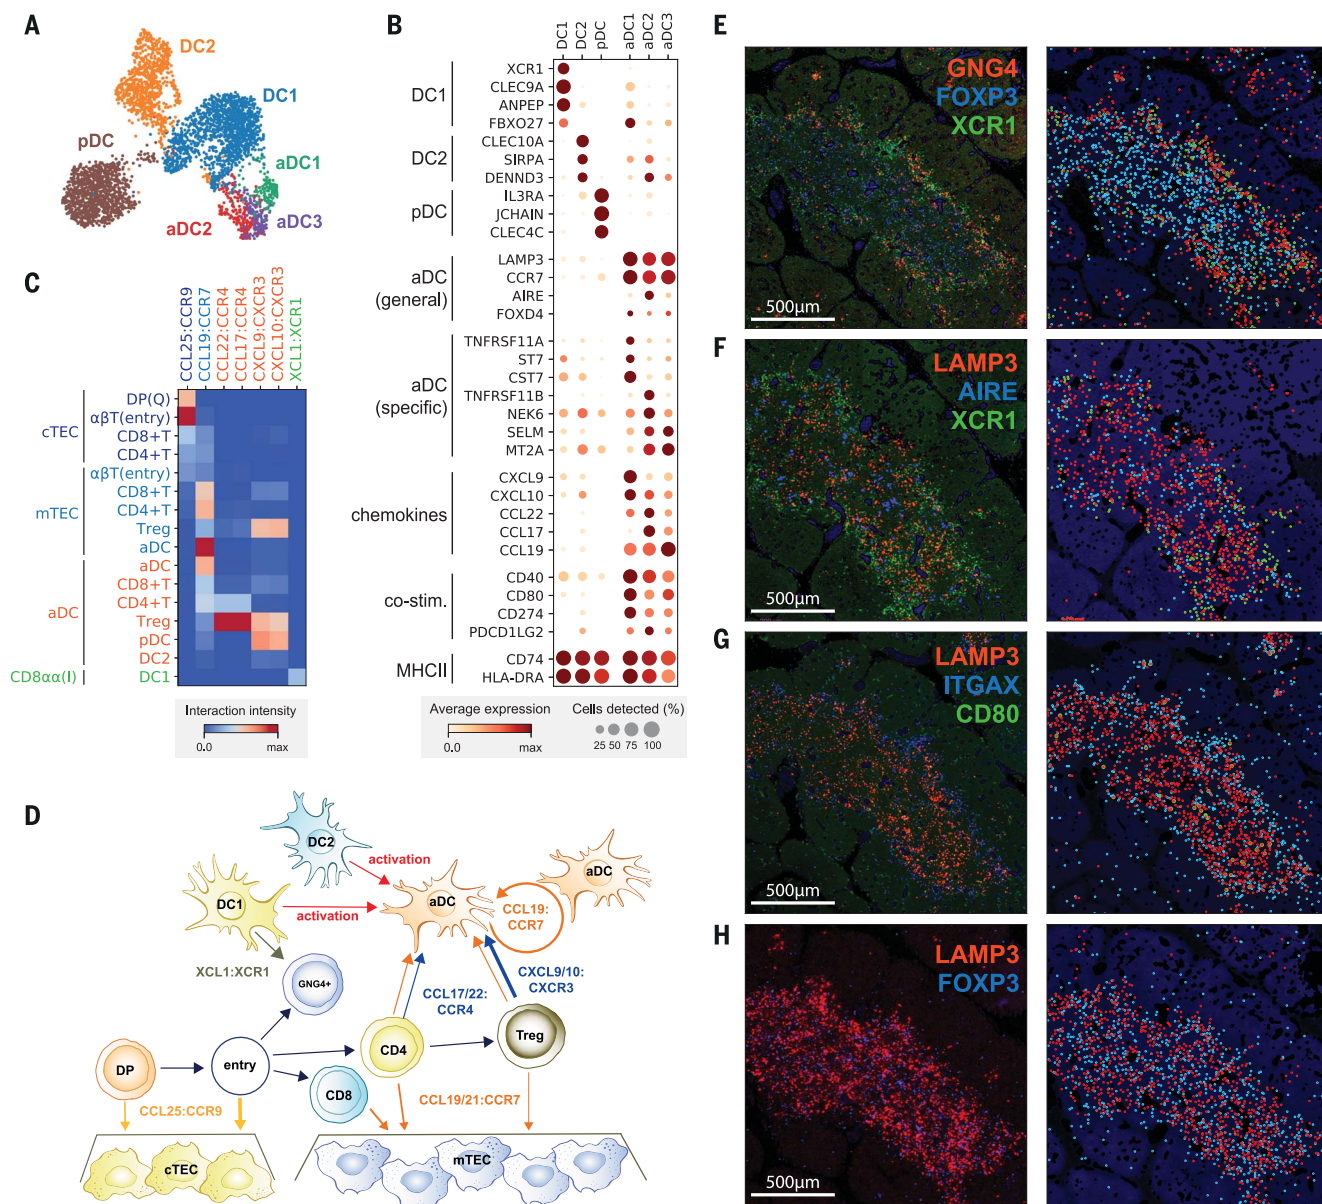 A
DC2
DC1
pDC
aDC1
aDC2
aDC3
B
DC1
DC2
pDC
aDC1
aDC2
aDC3
DC1
XCR1
CLEC9A
ANPEP
FBXO27
DC2
CLEC10A
SIRPA
DENND3
pDC
IL3RA
JCHAIN
CLEC4C
aDC
(general)
LAMP3
CCR7
AIRE
FOXD4
aDC
(specific)
TNFRSF11A
ST7
CST7
TNFRSF11B
NEK6
SELM
MT2A
chemokines
CXCL9
CXCL10
CCL22
CCL17
CCL19
co-stim.
CD40
CD80
CD274
PDCD1LG2
MHCII
CD74
HLA-DRA
Average expression
0.0
max
Cells detected (%)
25 50 75 100
C
CCL25:CCR9
CCL19:CCR7
CCL22:CCR4
CCL17:CCR4
CXCL9:CXCR3
CXCL10:CXCR3
XCL1:XCR1
cTEC
DP(Q)
αβT(entry)
CD8+T
CD4+T
mTEC
αβT(entry)
CD8+T
CD4+T
Treg
aDC
aDC
aDC
CD8+T
CD4+T
Treg
pDC
DC2
CD8αα(I)
DC1
Interaction intensity
0.0
max
D
DC2
activation
DC1
activation
aDC
aDC
CCL19:
CCR7
XCL1:XCR1
GNG4+
CCL17/22:
CCR4
CXCL9/10:
CXCR3
DP
entry
CD4
Treg
CD8
CCL25:CCR9
CCL19/21:CCR7
cTEC
mTEC
E
GNG4
FOXP3
XCR1
500µm
F
LAMP3
AIRE
XCR1
500µm
G
LAMP3
ITGAX
CD80
500µm
H
LAMP3
FOXP3
500µm